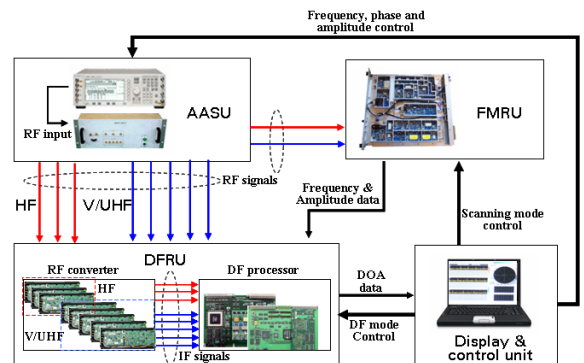 Frequency, phase and
amplitude control
AASU
RF input
FMRU
RF signals
HF
V/UHF
Frequency &
Amplitude data
Scanning mode
control
DFRU
RF converter
DF processor
HF
V/UHF
IF signals
DOA
data
DF mode
Control
Display &
control unit